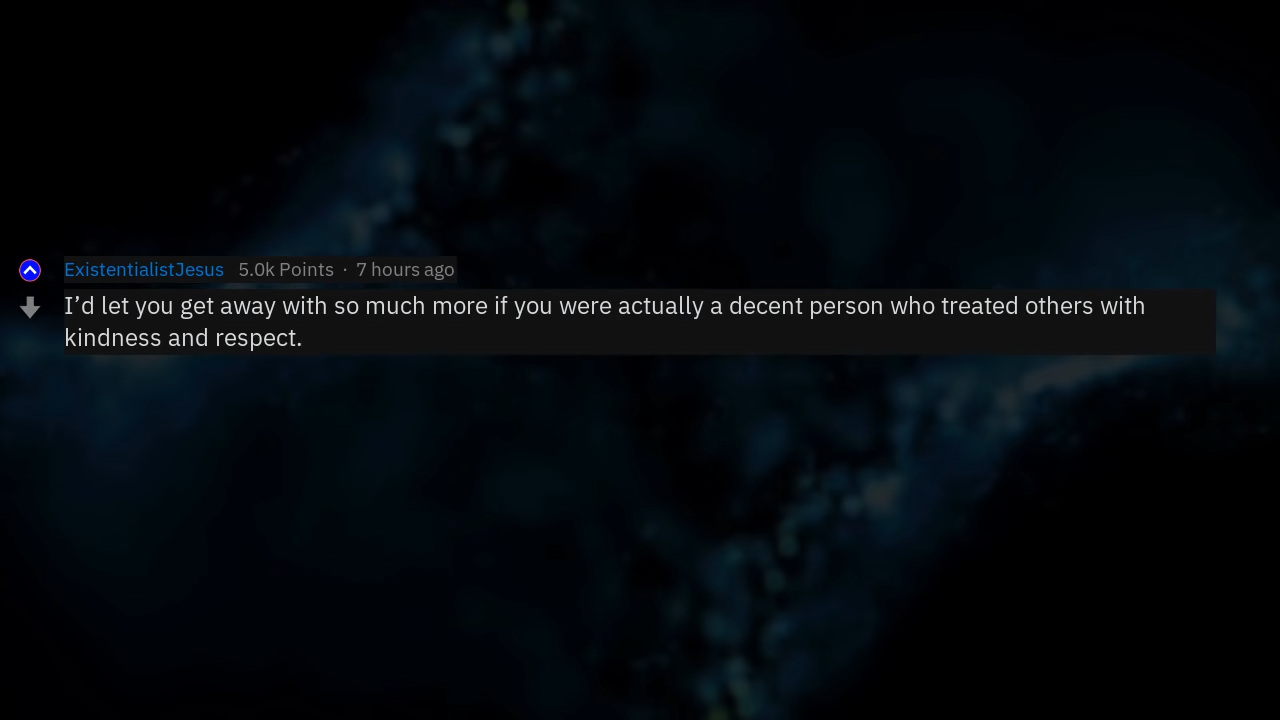 ExistentialistJesus 5.0k Points · 7 hours ago
I’d let you get away with so much more if you were actually a decent person who treated others with
kindness and respect.